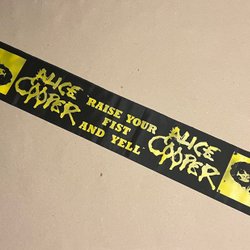 ALICE
COOPER
RAISE YOUR
FIST
AND YELL
ALICE
COOPER